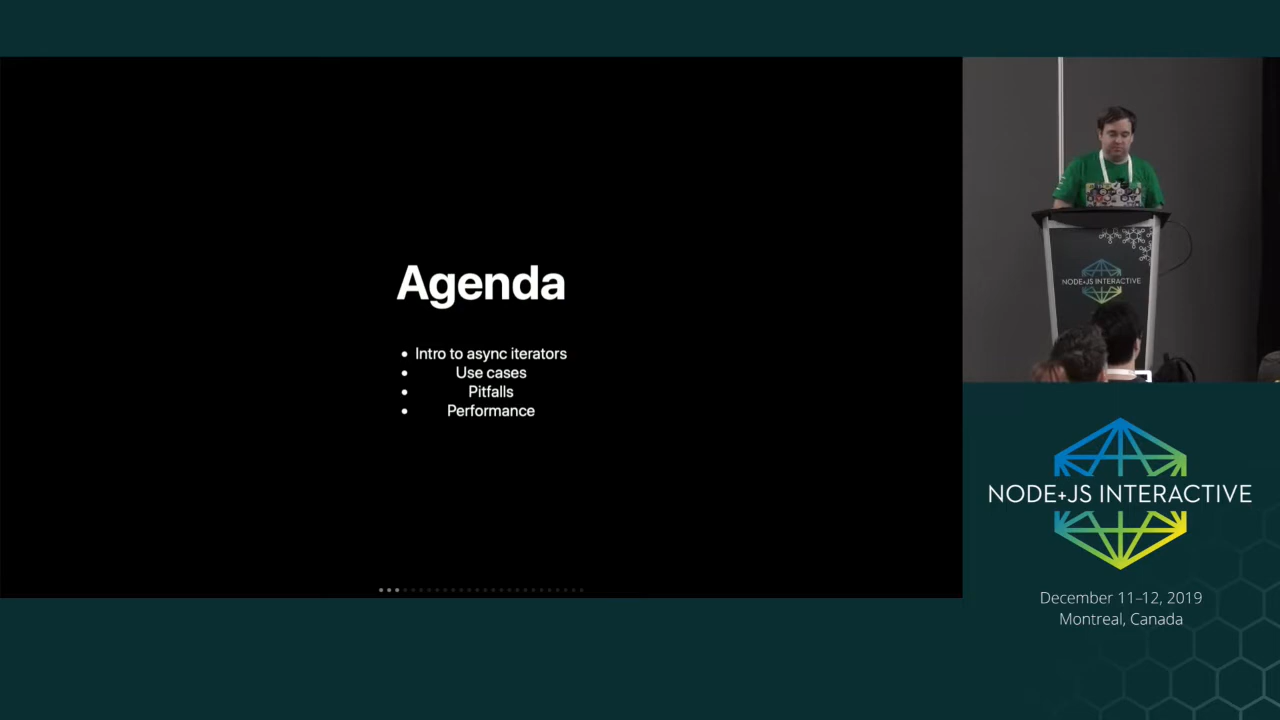 Agenda
• Intro to async iterators
• Use cases
• Pitfalls
• Performance
NODE+JS INTERACTIVE
NODE+JS INTERACTIVE
December 11–12, 2019
Montreal, Canada